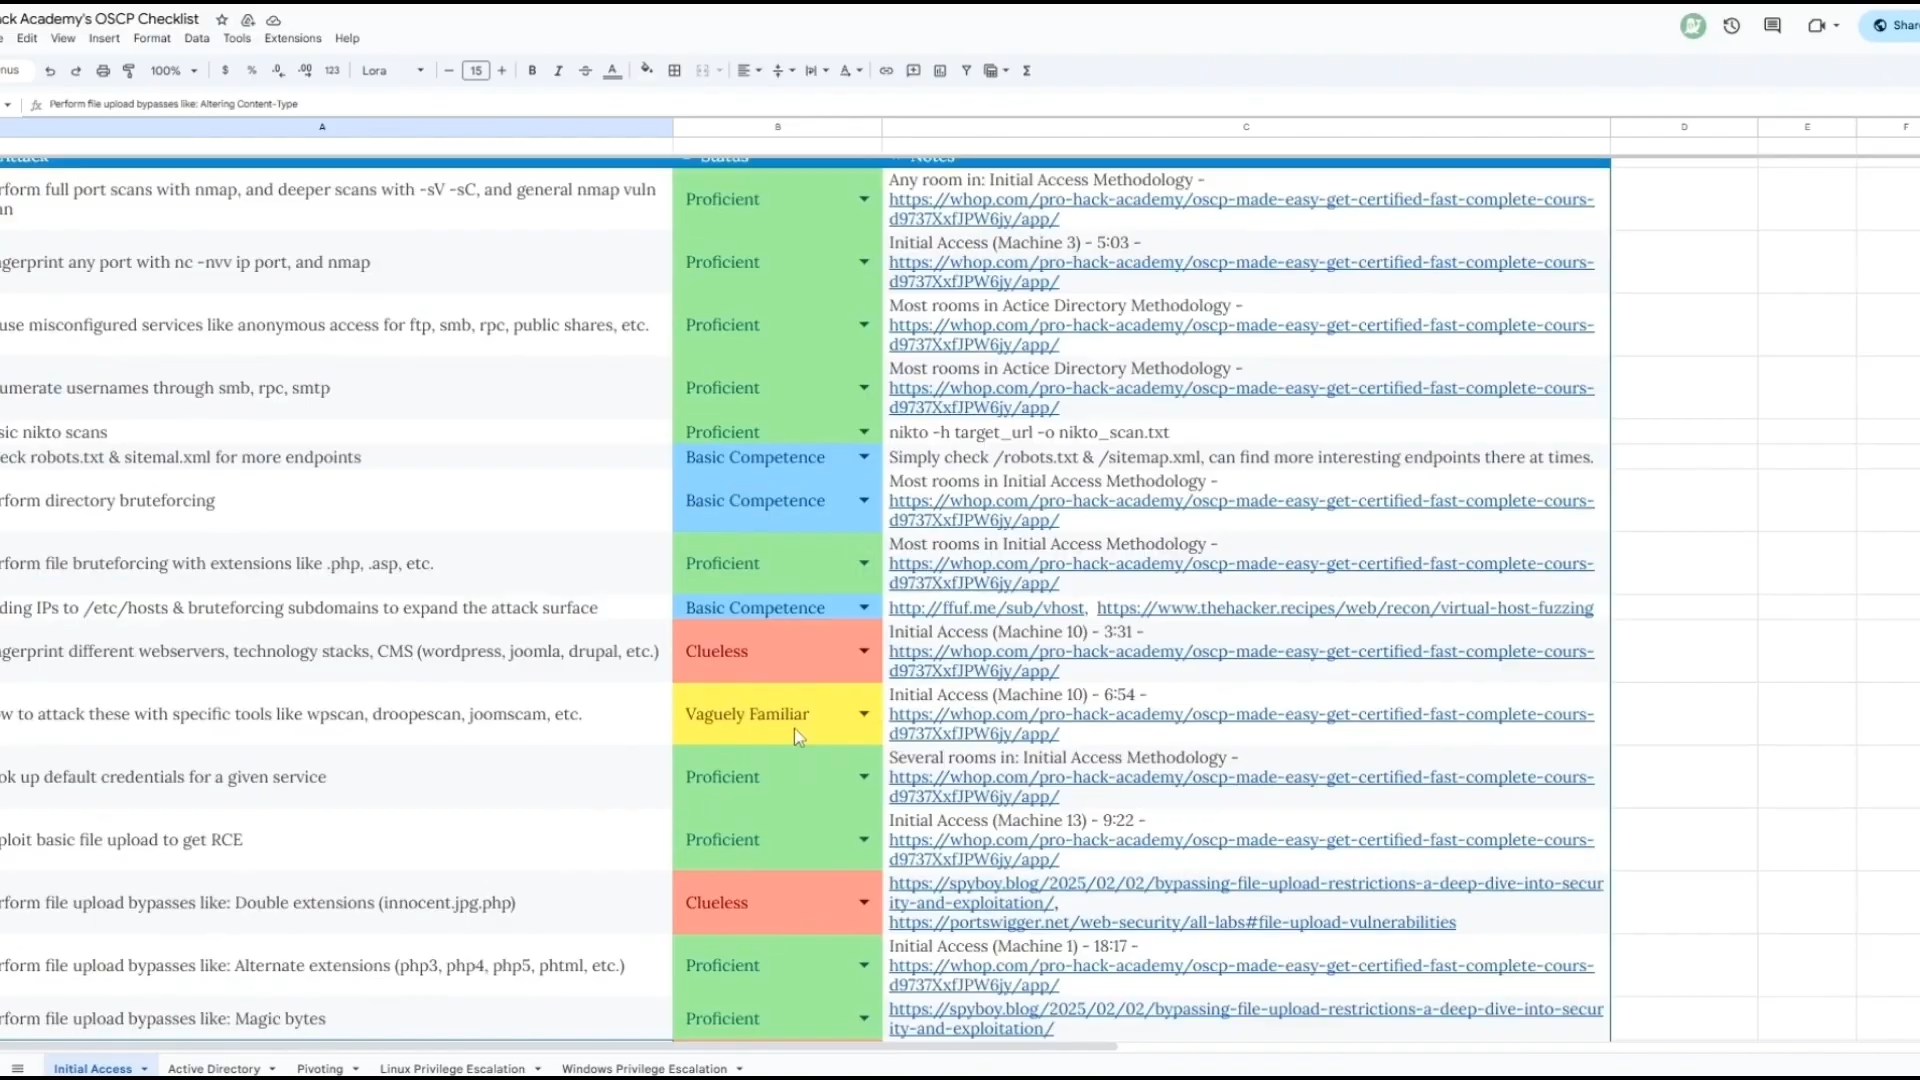 ck Academy's OSCP Checklist
Edit View Insert Format Data Tools Extensions Help
Shar
nus
100%
$ % .0 .00 123
Lora
15
B I
A
Σ
fx Perform file upload bypasses like: Altering Content-Type
A B C D E F
Attack Status Notes
rform full port scans with nmap, and deeper scans with -sV -sC, and general nmap vuln
an
Proficient
Any room in: Initial Access Methodology -
https://whop.com/pro-hack-academy/oscp-made-easy-get-certified-fast-complete-cours-
d9737XxfJPW6jy/app/
ngerprint any port with nc -nvv ip port, and nmap
Proficient
Initial Access (Machine 3) - 5:03 -
https://whop.com/pro-hack-academy/oscp-made-easy-get-certified-fast-complete-cours-
d9737XxfJPW6jy/app/
use misconfigured services like anonymous access for ftp, smb, rpc, public shares, etc.
Proficient
Most rooms in Actice Directory Methodology -
https://whop.com/pro-hack-academy/oscp-made-easy-get-certified-fast-complete-cours-
d9737XxfJPW6jy/app/
umerate usernames through smb, rpc, smtp
Proficient
Most rooms in Actice Directory Methodology -
https://whop.com/pro-hack-academy/oscp-made-easy-get-certified-fast-complete-cours-
d9737XxfJPW6jy/app/
sic nikto scans
Proficient
nikto -h target_url -o nikto_scan.txt
eck robots.txt & sitemal.xml for more endpoints
Basic Competence
Simply check /robots.txt & /sitemap.xml, can find more interesting endpoints there at times.
rform directory bruteforcing
Basic Competence
Most rooms in Initial Access Methodology -
https://whop.com/pro-hack-academy/oscp-made-easy-get-certified-fast-complete-cours-
d9737XxfJPW6jy/app/
rform file bruteforcing with extensions like .php, .asp, etc.
Proficient
Most rooms in Initial Access Methodology -
https://whop.com/pro-hack-academy/oscp-made-easy-get-certified-fast-complete-cours-
d9737XxfJPW6jy/app/
ding IPs to /etc/hosts & bruteforcing subdomains to expand the attack surface
Basic Competence
http://ffuf.me/sub/vhost, https://www.thehacker.recipes/web/recon/virtual-host-fuzzing
ngerprint different webservers, technology stacks, CMS (wordpress, joomla, drupal, etc.)
Clueless
Initial Access (Machine 10) - 3:31 -
https://whop.com/pro-hack-academy/oscp-made-easy-get-certified-fast-complete-cours-
d9737XxfJPW6jy/app/
w to attack these with specific tools like wpscan, droopescan, joomscam, etc.
Vaguely Familiar
Initial Access (Machine 10) - 6:54 -
https://whop.com/pro-hack-academy/oscp-made-easy-get-certified-fast-complete-cours-
d9737XxfJPW6jy/app/
ok up default credentials for a given service
Proficient
Several rooms in: Initial Access Methodology -
https://whop.com/pro-hack-academy/oscp-made-easy-get-certified-fast-complete-cours-
d9737XxfJPW6jy/app/
ploit basic file upload to get RCE
Proficient
Initial Access (Machine 13) - 9:22 -
https://whop.com/pro-hack-academy/oscp-made-easy-get-certified-fast-complete-cours-
d9737XxfJPW6jy/app/
rform file upload bypasses like: Double extensions (innocent.jpg.php)
Clueless
https://spyboy.blog/2025/02/02/bypassing-file-upload-restrictions-a-deep-dive-into-secur
ity-and-exploitation/,
https://portswigger.net/web-security/all-labs#file-upload-vulnerabilities
rform file upload bypasses like: Alternate extensions (php3, php4, php5, phtml, etc.)
Proficient
Initial Access (Machine 1) - 18:17 -
https://whop.com/pro-hack-academy/oscp-made-easy-get-certified-fast-complete-cours-
d9737XxfJPW6jy/app/
rform file upload bypasses like: Magic bytes
Proficient
https://spyboy.blog/2025/02/02/bypassing-file-upload-restrictions-a-deep-dive-into-secur
ity-and-exploitation/
Initial Access Active Directory Pivoting Linux Privilege Escalation Windows Privilege Escalation